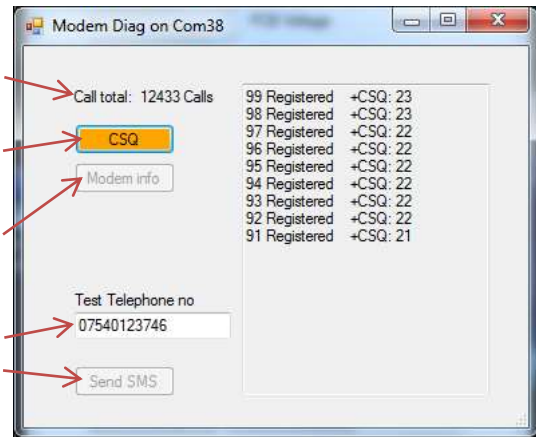 Modem Diag on Com38
Call total: 12433 Calls
CSQ
Modem info
99 Registered +CSQ: 23
98 Registered +CSQ: 23
97 Registered +CSQ: 22
96 Registered +CSQ: 22
95 Registered +CSQ: 22
94 Registered +CSQ: 22
93 Registered +CSQ: 22
92 Registered +CSQ: 22
91 Registered +CSQ: 21
Test Telephone no
07540123746
Send SMS